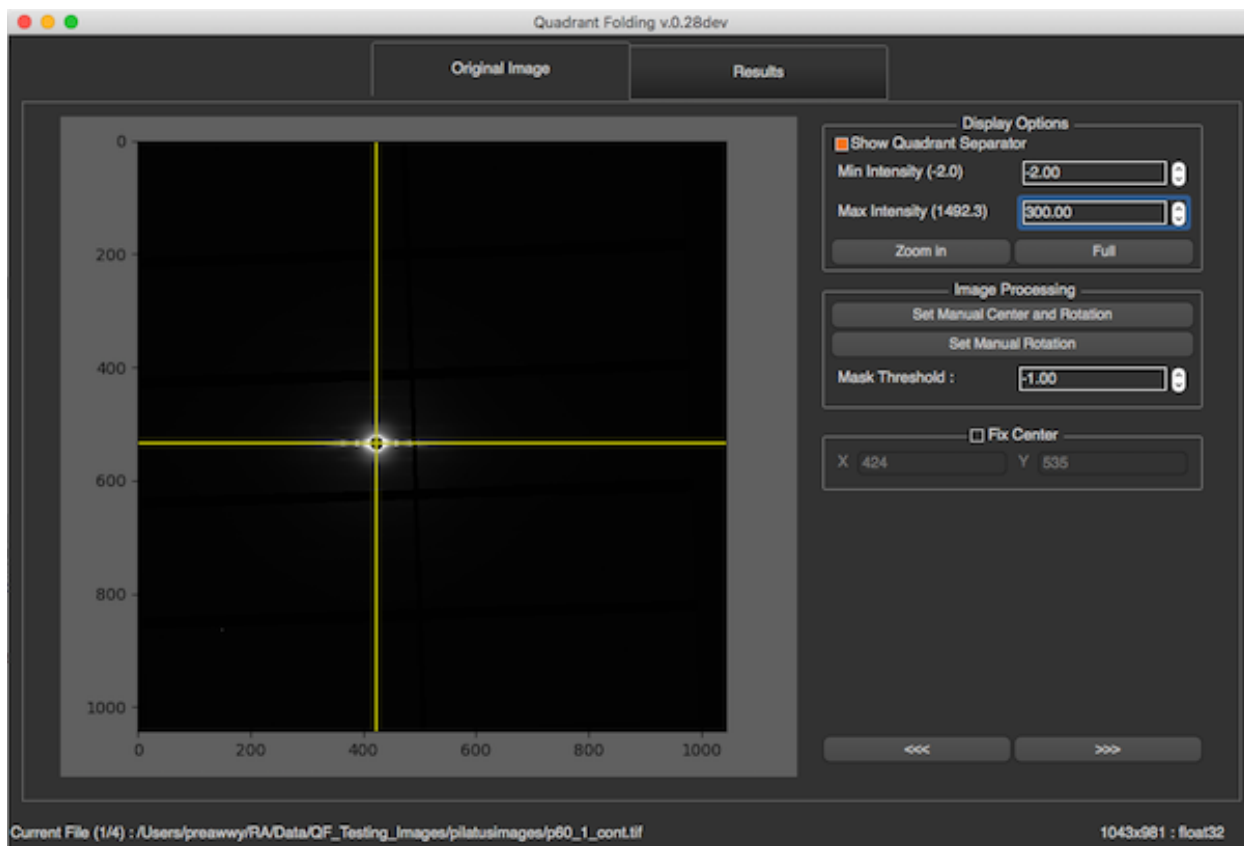 Quadrant Folding v.0.28dev
Original Image
Results
0
200
400
600
800
1000
0
200
400
600
800
1000
Display Options
Show Quadrant Separator
Min Intensity (-2.0)
-2.00
Max Intensity (1492.3)
300.00
Zoom in
Full
Image Processing
Set Manual Center and Rotation
Set Manual Rotation
Mask Threshold :
-1.00
Fix Center
X 424
Y 535
<<<
>>>
Current File (1/4) : /Users/preawwy/RA/Data/QF_Testing_Images/pilatusimages/p60_1_cont.tif
1043x981 : float32